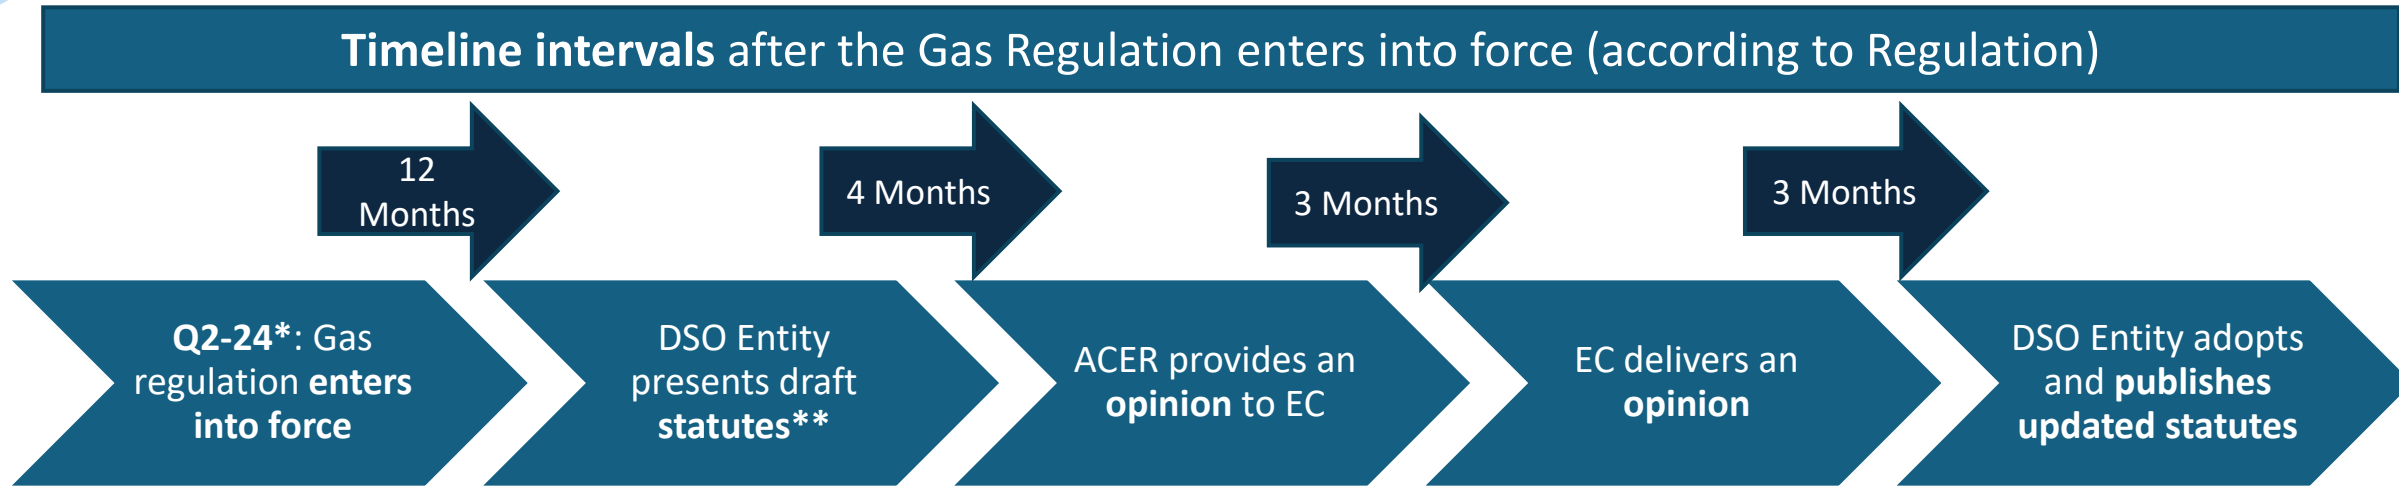 Timeline intervals after the Gas Regulation enters into force (according to Regulation)
12
Months
4 Months
3 Months
3 Months
Q2-24*: Gas
regulation enters
into force
DSO Entity
presents draft
statutes**
ACER provides an
opinion to EC
EC delivers an
opinion
DSO Entity adopts
and publishes
updated statutes